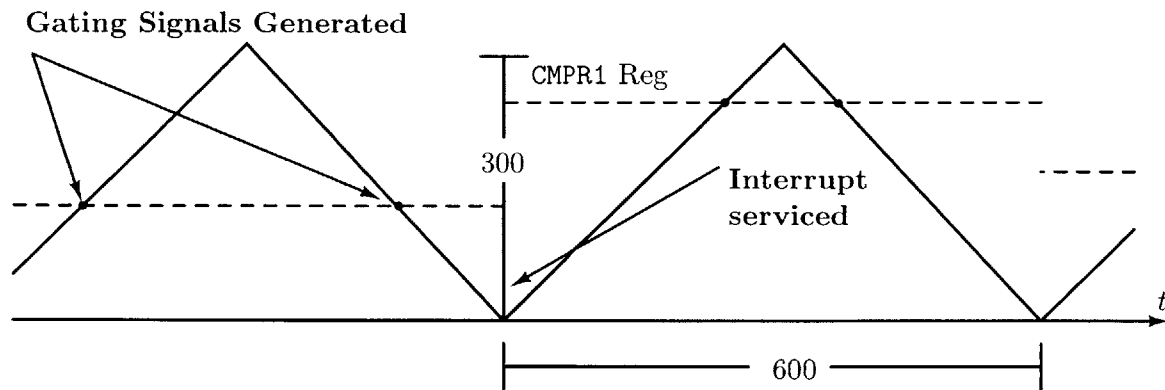 Gating Signals Generated
CMPR1 Reg
300
Interrupt
serviced
t
600